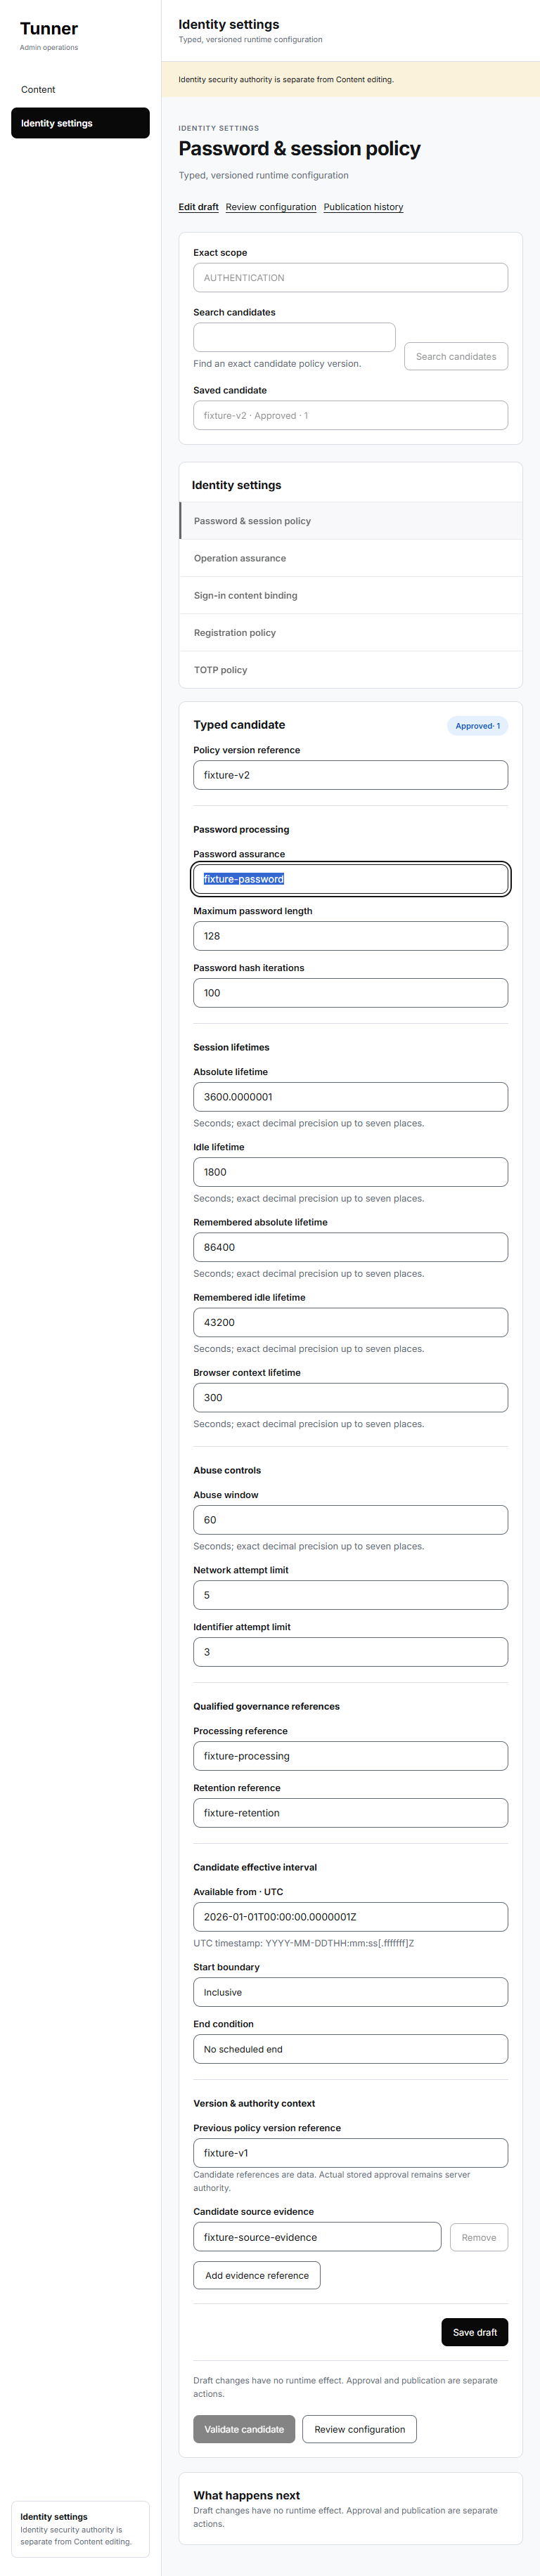 Tunner
Admin operations
Content
Identity settings
Identity settings
Typed, versioned runtime configuration
Identity security authority is separate from Content editing.
IDENTITY SETTINGS
Password & session policy
Typed, versioned runtime configuration
Edit draft Review configuration Publication history
Exact scope
AUTHENTICATION
Search candidates
Search candidates
Find an exact candidate policy version.
Saved candidate
fixture-v2 · Approved · 1
Identity settings
Password & session policy
Operation assurance
Sign-in content binding
Registration policy
TOTP policy
Typed candidate
Approved· 1
Policy version reference
fixture-v2
Password processing
Password assurance
fixture-password
Maximum password length
128
Password hash iterations
100
Session lifetimes
Absolute lifetime
3600.0000001
Seconds; exact decimal precision up to seven places.
Idle lifetime
1800
Seconds; exact decimal precision up to seven places.
Remembered absolute lifetime
86400
Seconds; exact decimal precision up to seven places.
Remembered idle lifetime
43200
Seconds; exact decimal precision up to seven places.
Browser context lifetime
300
Seconds; exact decimal precision up to seven places.
Abuse controls
Abuse window
60
Seconds; exact decimal precision up to seven places.
Network attempt limit
5
Identifier attempt limit
3
Qualified governance references
Processing reference
fixture-processing
Retention reference
fixture-retention
Candidate effective interval
Available from · UTC
2026-01-01T00:00:00.0000001Z
UTC timestamp: YYYY-MM-DDTHH:mm:ss[.fffffff]Z
Start boundary
Inclusive
End condition
No scheduled end
Version & authority context
Previous policy version reference
fixture-v1
Candidate references are data. Actual stored approval remains server
authority.
Candidate source evidence
fixture-source-evidence
Remove
Add evidence reference
Save draft
Draft changes have no runtime effect. Approval and publication are separate
actions.
Validate candidate
Review configuration
What happens next
Draft changes have no runtime effect. Approval and publication are separate
actions.
Identity settings
Identity security authority is
separate from Content editing.